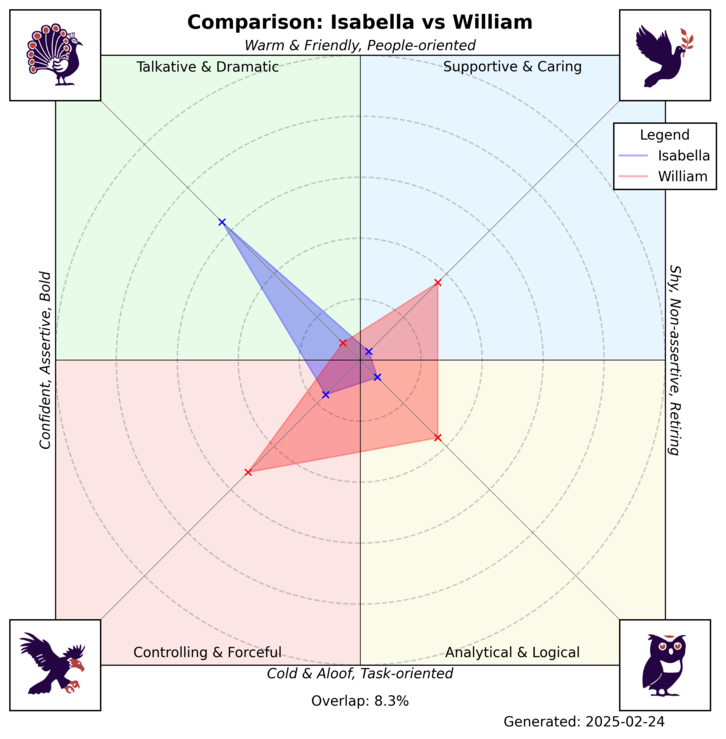 Comparison: Isabella vs William
Warm & Friendly, People-oriented
Talkative & Dramatic
Supportive & Caring
Legend
Isabella
William
Confident, Assertive, Bold
Shy, Non-assertive, Retiring
Controlling & Forceful
Analytical & Logical
Cold & Aloof, Task-oriented
Overlap: 8.3%
Generated: 2025-02-24